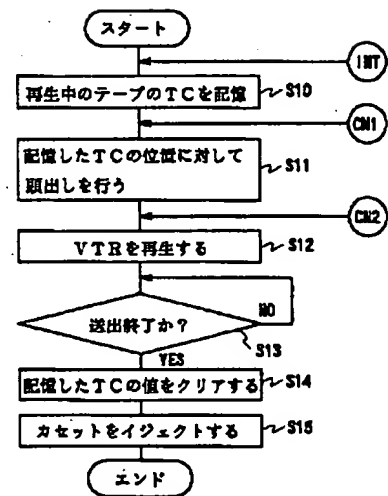 スタート
INT
再生中のテープのTCを記憶
S10
CN1
記憶したTCの位置に対して
頭出しを行う
S11
CN2
VTRを再生する
S12
送出終了か?
NO
S13
YES
記憶したTCの値をクリアする
S14
カセットをイジェクトする
S15
エンド